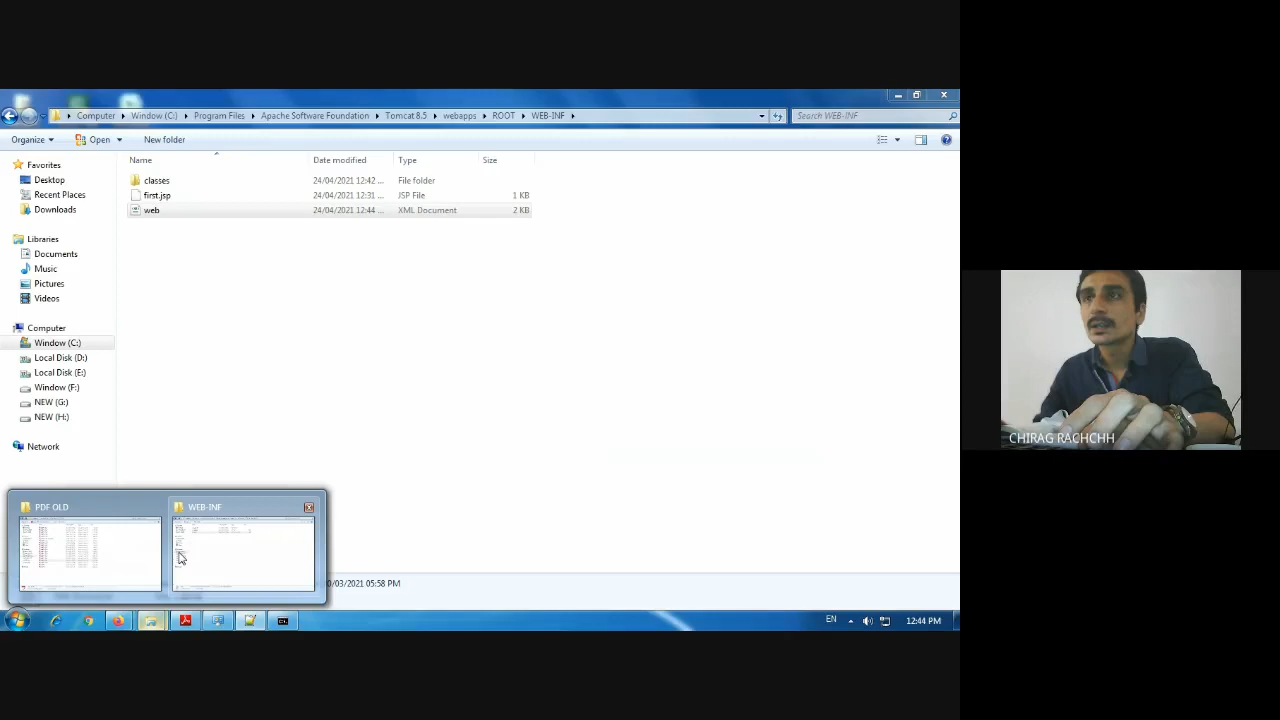 Computer Window (C:) Program Files Apache Software Foundation Tomcat 8.5 webapps ROOT WEB-INF
Search WEB-INF
Organize Open New folder
Name Date modified Type Size
Favorites
Desktop
Recent Places
Downloads
Libraries
Documents
Music
Pictures
Videos
Computer
Window (C:)
Local Disk (D:)
Local Disk (E:)
Window (F:)
NEW (G:)
NEW (H:)
Network
classes 24/04/2021 12:42 ... File folder
first.jsp 24/04/2021 12:31 ... JSP File 1 KB
web 24/04/2021 12:44 ... XML Document 2 KB
PDF OLD
WEB-INF
/03/2021 05:58 PM
EN
12:44 PM
CHIRAG RACHCHH